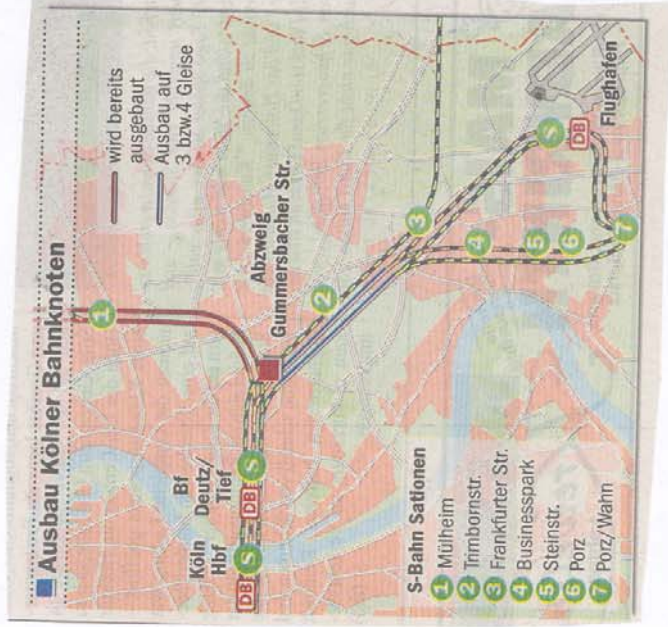 Ausbau Kölner Bahnknoten
wird bereits
ausgebaut
Ausbau auf
3 bzw.4 Gleise
1
Abzweig
Gummersbacher Str.
Köln
Hbf
Bf
Deutz/
Tief
DB
S
DB
S
2
3
4
5
6
7
S
DB
Flughafen
S-Bahn Sationen
1 Mülheim
2 Trimbornstr.
3 Frankfurter Str.
4 Businesspark
5 Steinstr.
6 Porz
7 Porz/Wahn